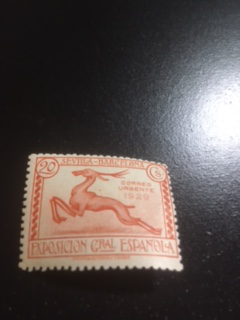 SEVILLA-BARCELONA
20 Cs
CORREO
URGENTE
1929
EXPOSICION GRAL ESPAÑOLA